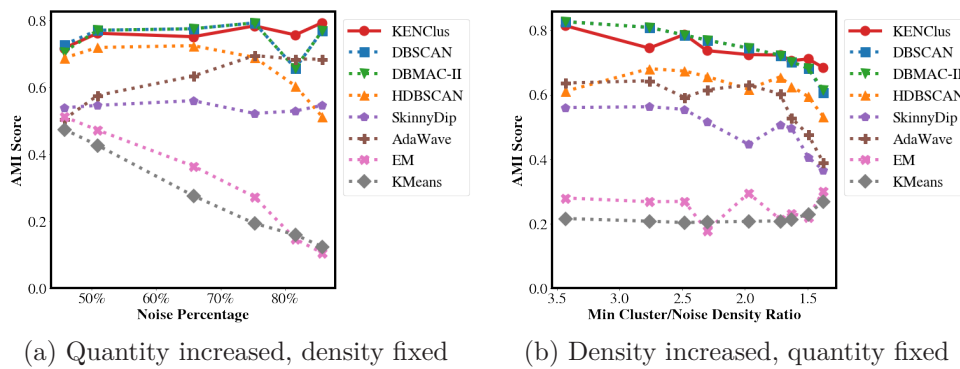 0.8
0.6
0.4
0.2
0.0
AMI Score
50%
60%
70%
80%
Noise Percentage
KENClus
DBSCAN
DBMAC-II
HDBSCAN
SkinnyDip
AdaWave
EM
KMeans
(a) Quantity increased, density fixed
0.8
0.6
0.4
0.2
0.0
AMI Score
3.5
3.0
2.5
2.0
1.5
Min Cluster/Noise Density Ratio
KENClus
DBSCAN
DBMAC-II
HDBSCAN
SkinnyDip
AdaWave
EM
KMeans
(b) Density increased, quantity fixed